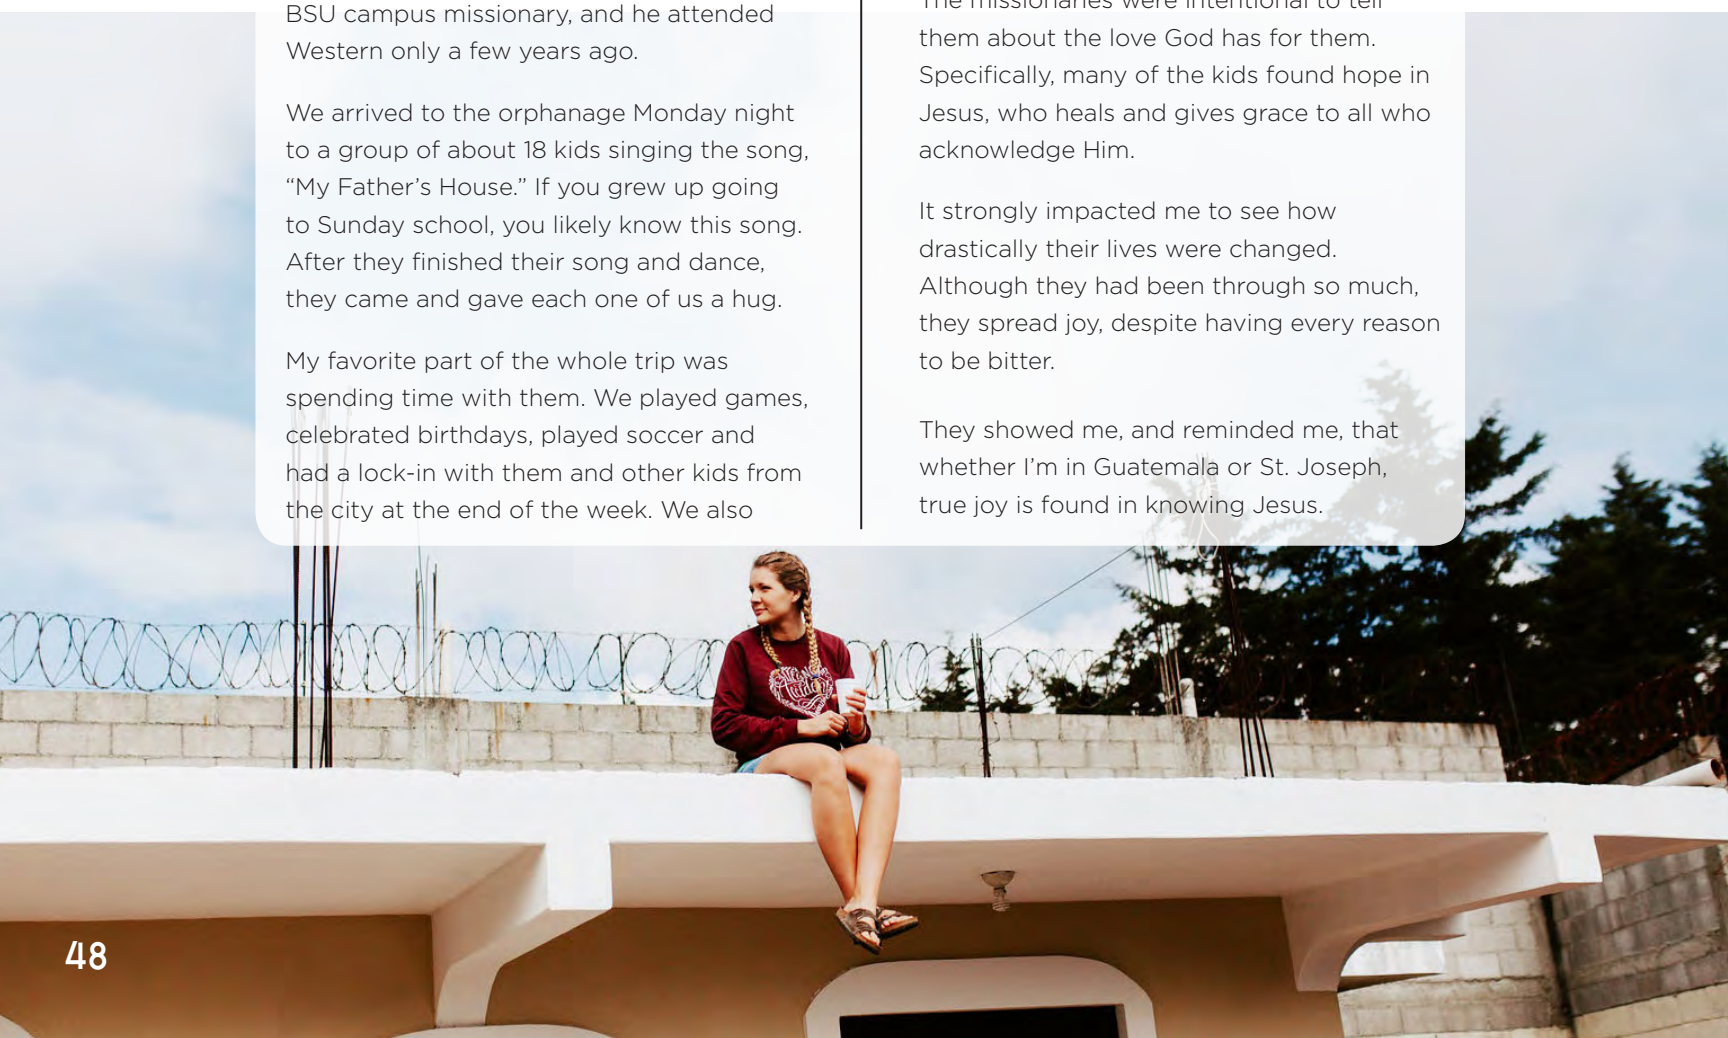 BSU campus missionary, and he attended
Western only a few years ago.
We arrived to the orphanage Monday night
to a group of about 18 kids singing the song,
“My Father’s House.” If you grew up going
to Sunday school, you likely know this song.
After they finished their song and dance,
they came and gave each one of us a hug.
My favorite part of the whole trip was
spending time with them. We played games,
celebrated birthdays, played soccer and
had a lock-in with them and other kids from
the city at the end of the week. We also
The missionaries were intentional to tell
them about the love God has for them.
Specifically, many of the kids found hope in
Jesus, who heals and gives grace to all who
acknowledge Him.
It strongly impacted me to see how
drastically their lives were changed.
Although they had been through so much,
they spread joy, despite having every reason
to be bitter.
They showed me, and reminded me, that
whether I’m in Guatemala or St. Joseph,
true joy is found in knowing Jesus.
48